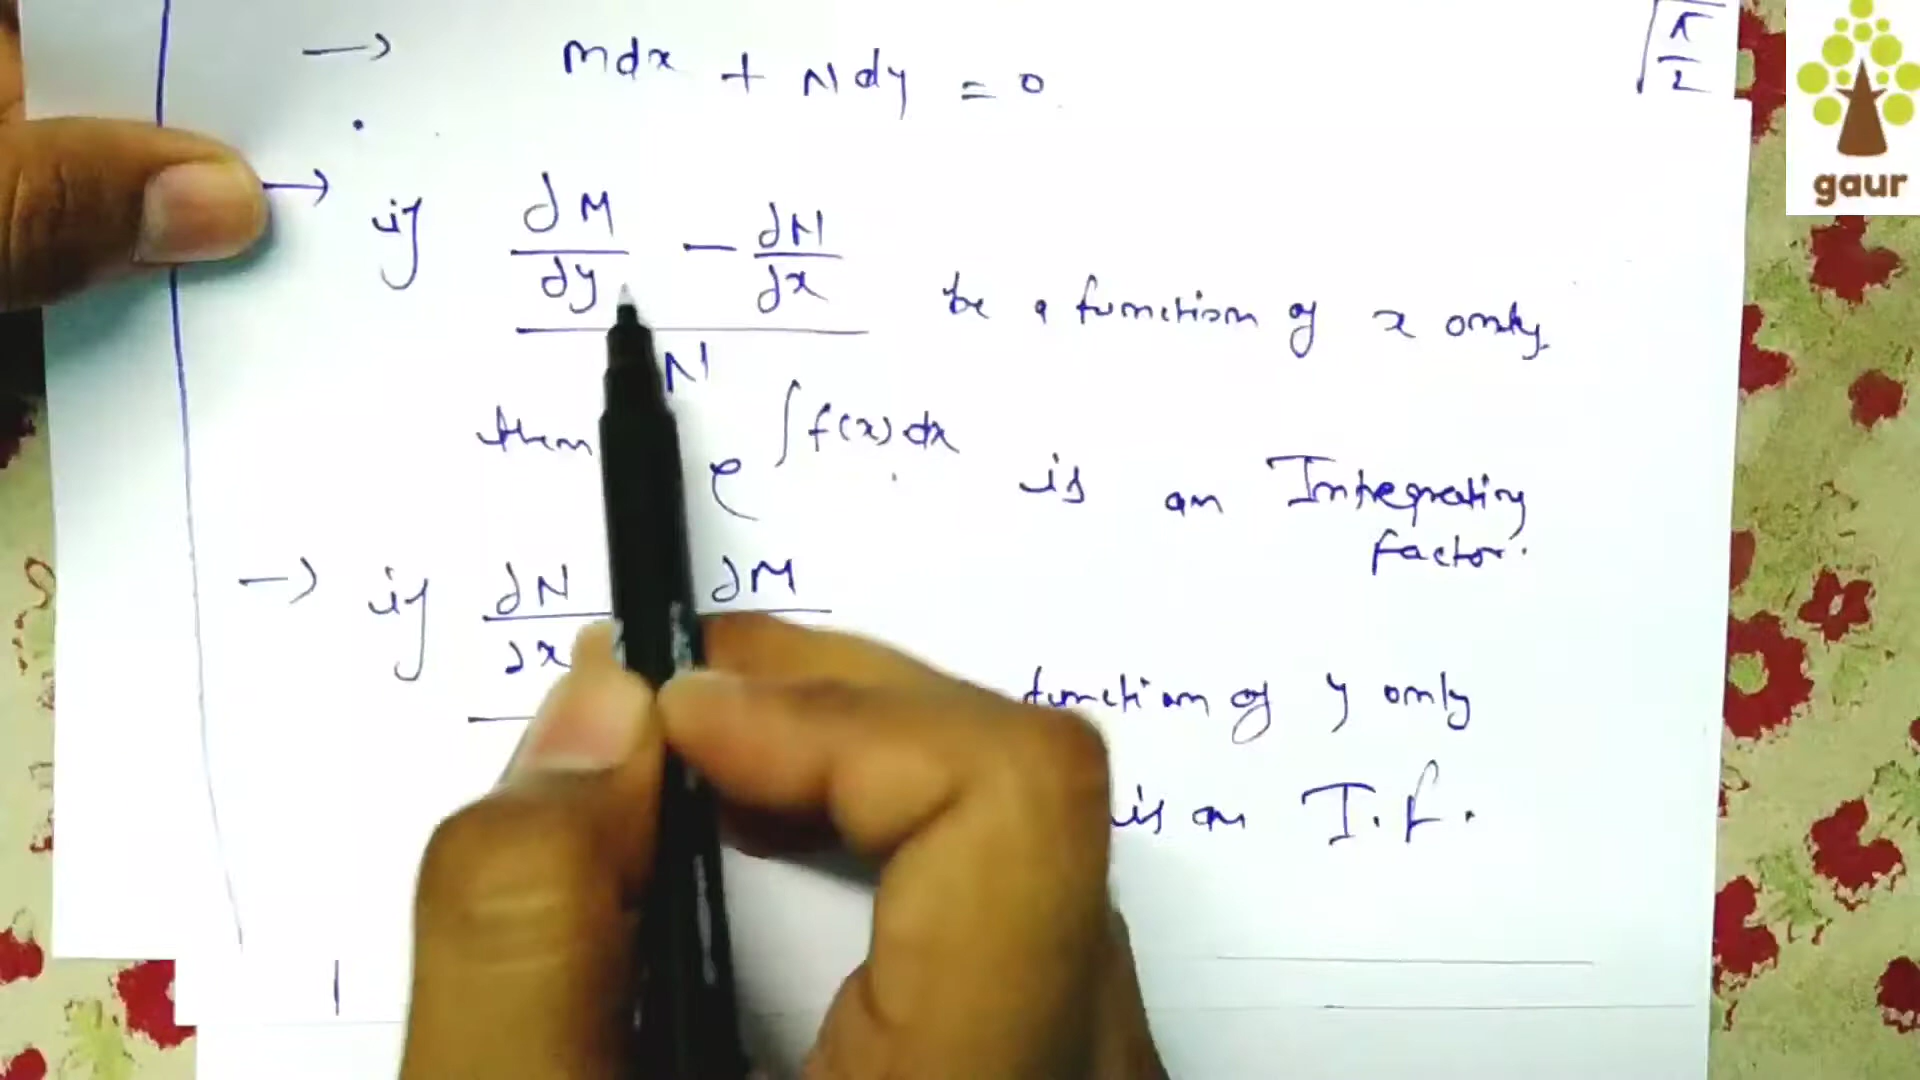 → Mdx + Ndy = 0
√π/2
gaur
→ if ∂M/∂y − ∂N/∂x
N
be a function of x only.
then e^∫f(x)dx is an Integrating
factor.
→ if ∂N/∂x ∂M
function of y only
is an I.F.